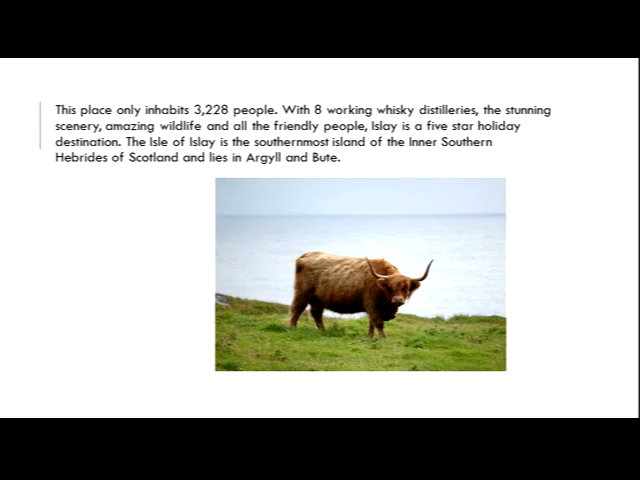 This place only inhabits 3,228 people. With 8 working whisky distilleries, the stunning
scenery, amazing wildlife and all the friendly people, Islay is a five star holiday
destination. The Isle of Islay is the southernmost island of the Inner Southern
Hebrides of Scotland and lies in Argyll and Bute.